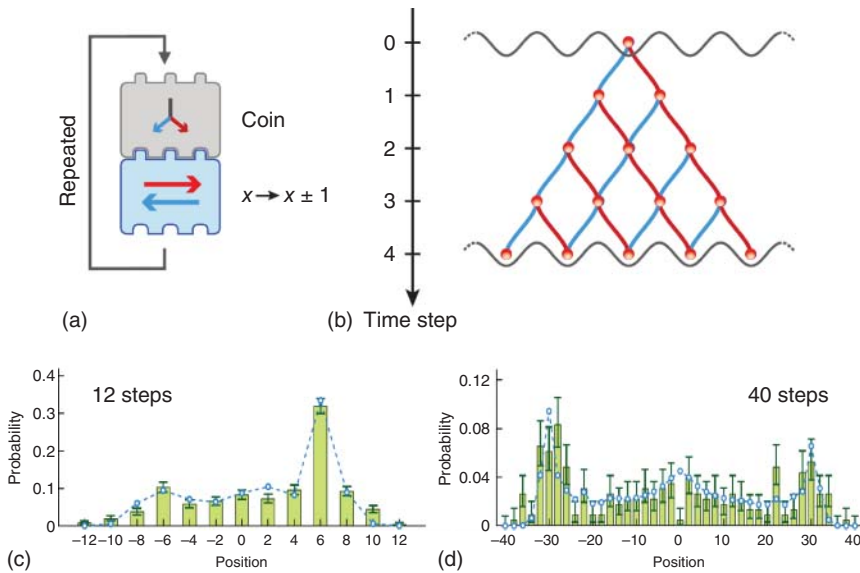 Repeated
Coin
x → x ± 1
(a)
0
1
2
3
4
(b) Time step
Probability
0.4
0.3
0.2
0.1
0
12 steps
−12 −10 −8 −6 −4 −2 0 2 4 6 8 10 12
Position
(c)
Probability
0.12
0.08
0.04
0
40 steps
−40 −30 −20 −10 0 10 20 30 40
Position
(d)